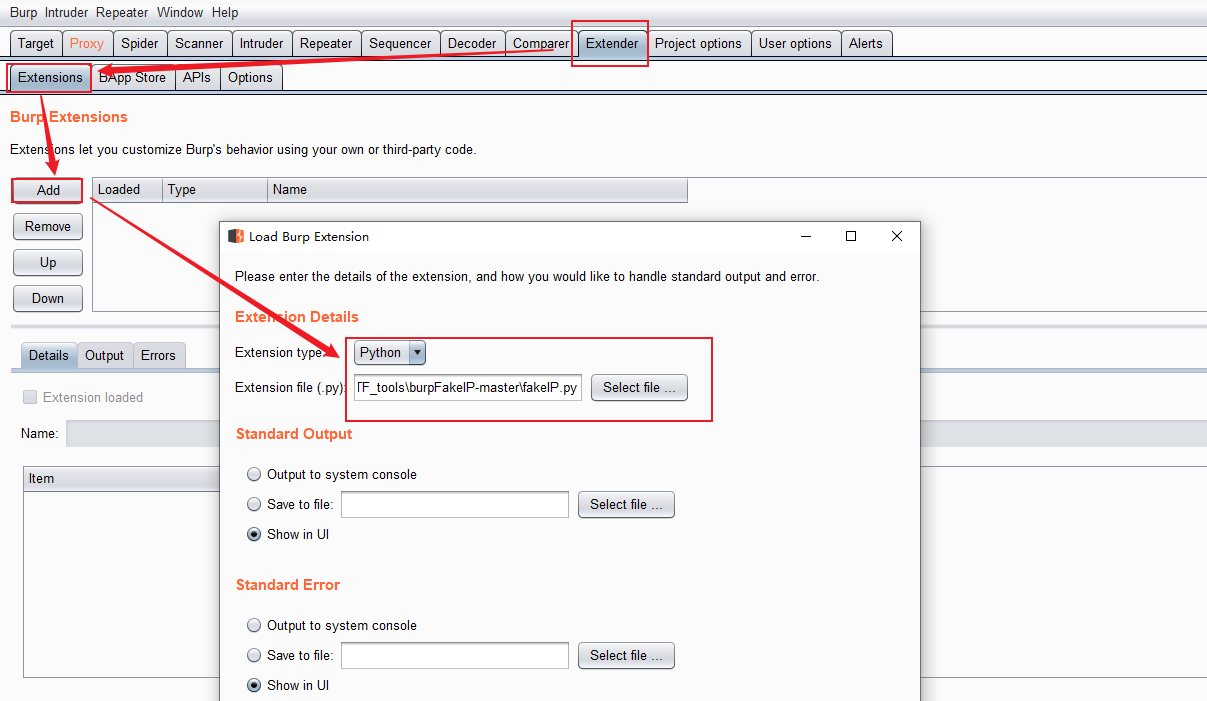 Burp Intruder Repeater Window Help
Target Proxy Spider Scanner Intruder Repeater Sequencer Decoder Comparer Extender Project options User options Alerts
Extensions BApp Store APIs Options
Burp Extensions
Extensions let you customize Burp's behavior using your own or third-party code.
Add Loaded Type Name
Remove
Up
Down
Details Output Errors
Extension loaded
Name:
Item
Load Burp Extension
Please enter the details of the extension, and how you would like to handle standard output and error.
Extension Details
Extension type: Python
Extension file (.py): TF_tools\burpFakeIP-master\fakeIP.py Select file ...
Standard Output
Output to system console
Save to file: Select file ...
Show in UI
Standard Error
Output to system console
Save to file: Select file ...
Show in UI